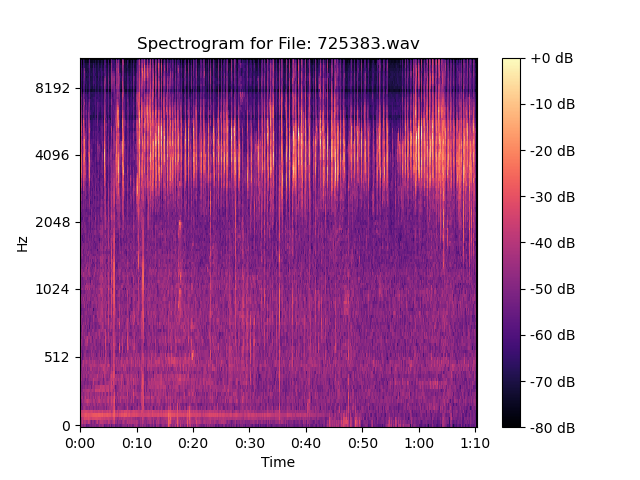 Spectrogram for File: 725383.wav
8192
4096
2048
1024
512
0
Hz
0:00
0:10
0:20
0:30
0:40
0:50
1:00
1:10
Time
+0 dB
-10 dB
-20 dB
-30 dB
-40 dB
-50 dB
-60 dB
-70 dB
-80 dB